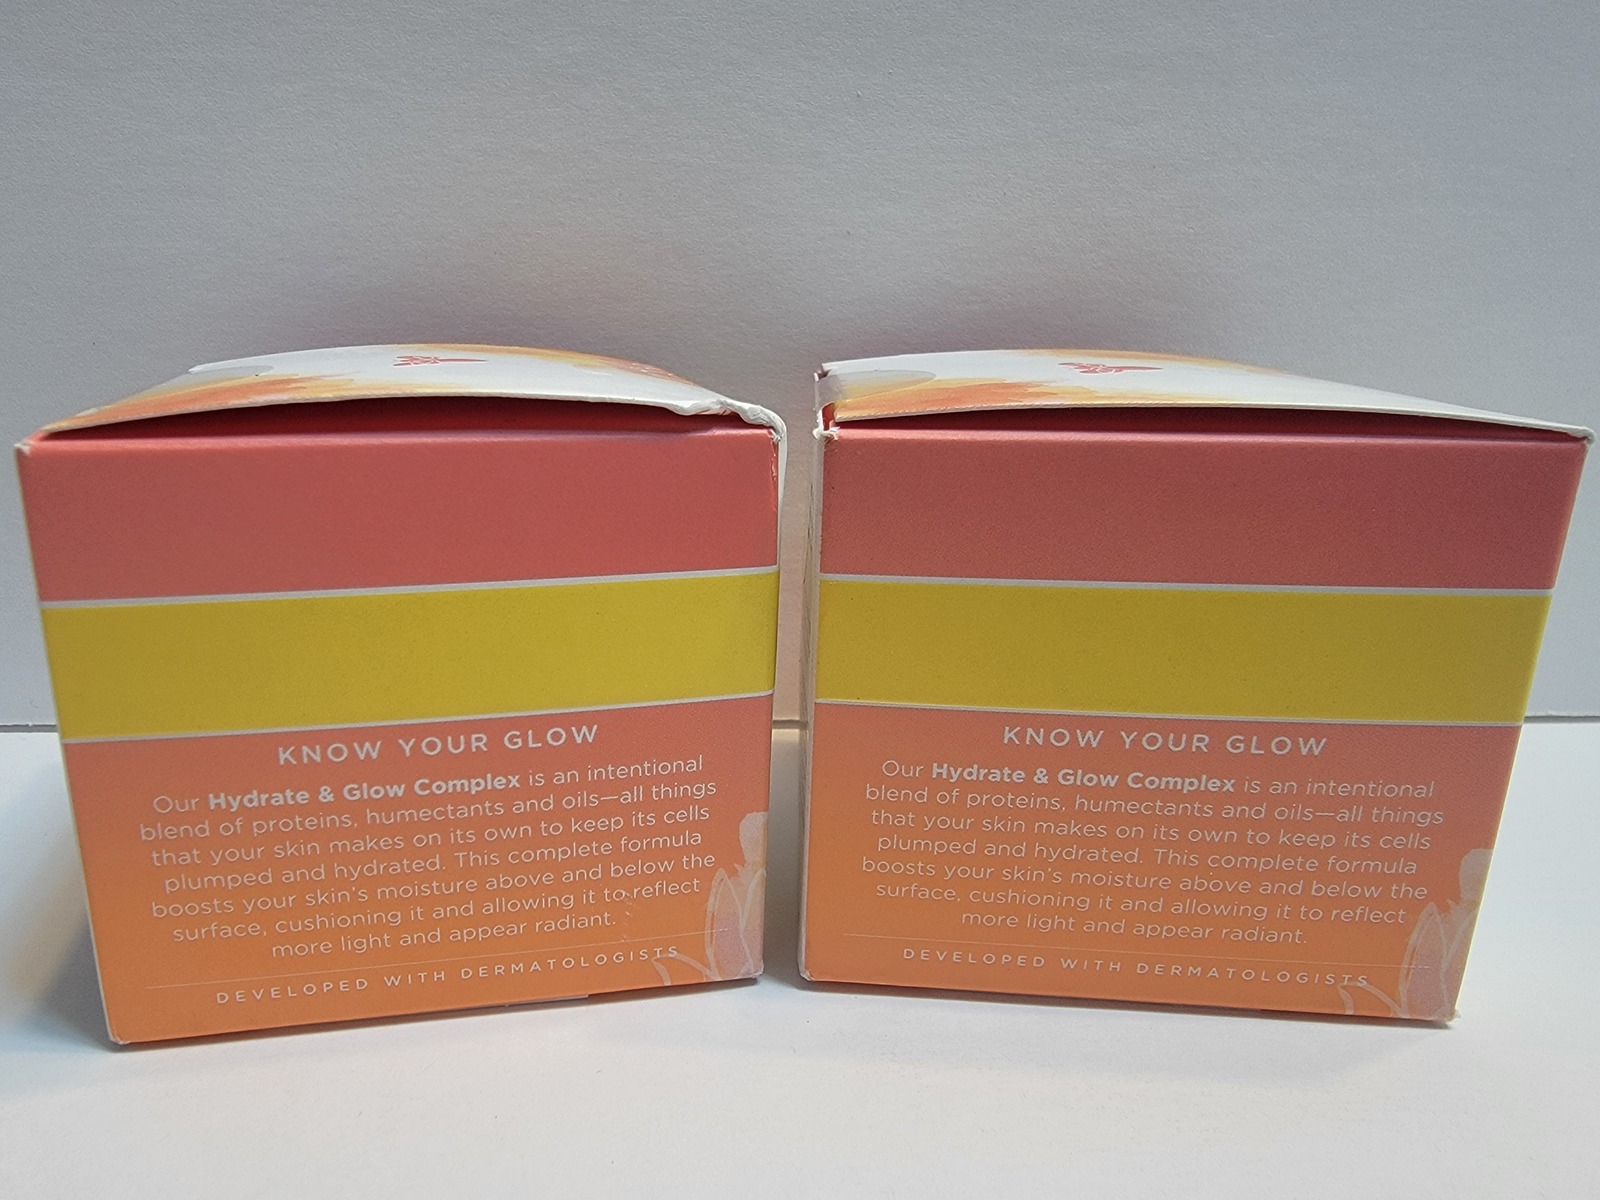 KNOW YOUR GLOW
Our Hydrate & Glow Complex is an intentional
blend of proteins, humectants and oils—all things
that your skin makes on its own to keep its cells
plumped and hydrated. This complete formula
boosts your skin's moisture above and below the
surface, cushioning it and allowing it to reflect
more light and appear radiant.
DEVELOPED WITH DERMATOLOGISTS
KNOW YOUR GLOW
Our Hydrate & Glow Complex is an intentional
blend of proteins, humectants and oils—all things
that your skin makes on its own to keep its cells
plumped and hydrated. This complete formula
boosts your skin's moisture above and below the
surface, cushioning it and allowing it to reflect
more light and appear radiant.
DEVELOPED WITH DERMATOLOGISTS